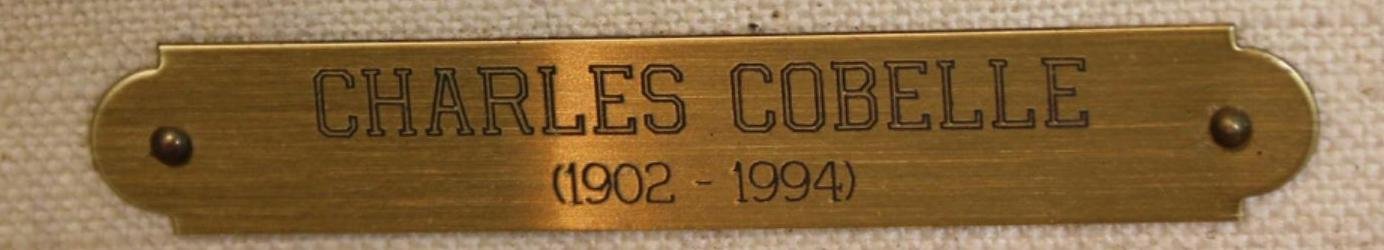 CHARLES COBELLE
(1902 - 1994)